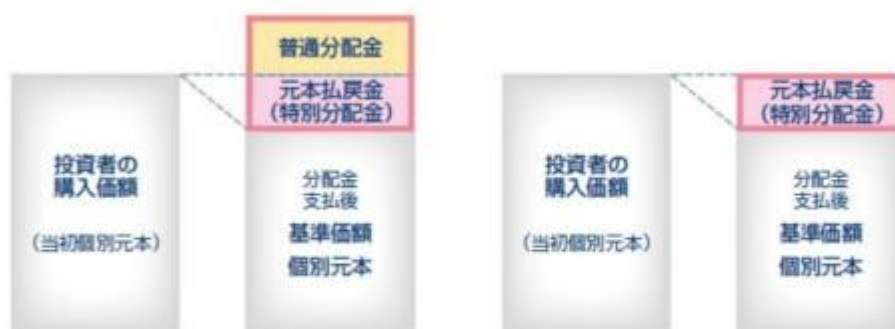 普通分配金
元本払戻金
(特別分配金)
投資者の
購入価額
(当初個別元本)
分配金
支払後
基準価額
個別元本
元本払戻金
(特別分配金)
投資者の
購入価額
(当初個別元本)
分配金
支払後
基準価額
個別元本